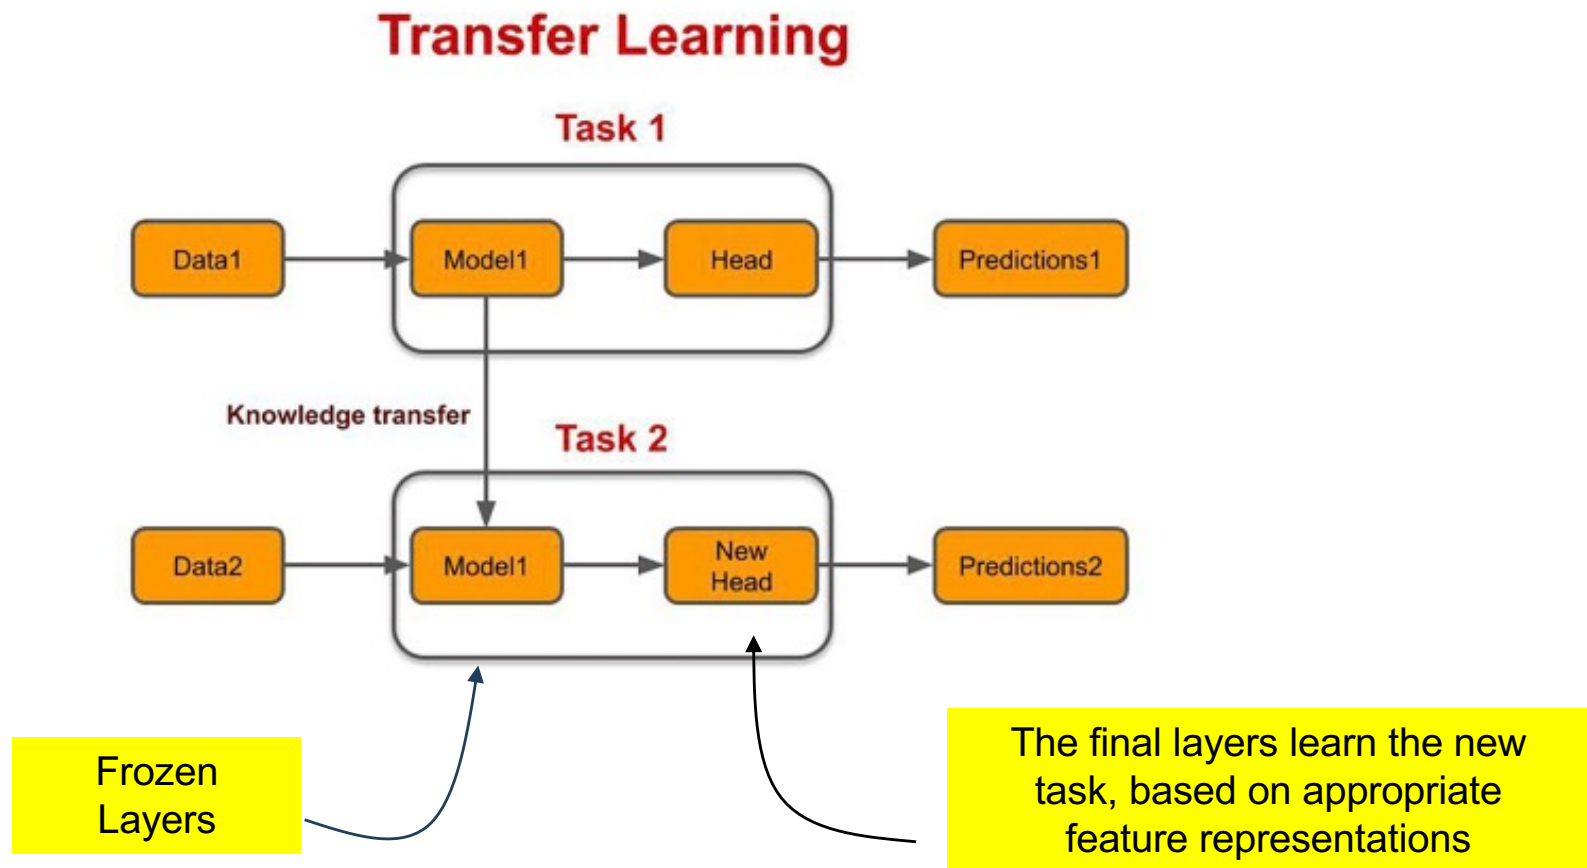 Transfer Learning
Task 1
Data1
Model1
Head
Predictions1
Knowledge transfer
Task 2
Data2
Model1
New
Head
Predictions2
Frozen
Layers
The final layers learn the new
task, based on appropriate
feature representations